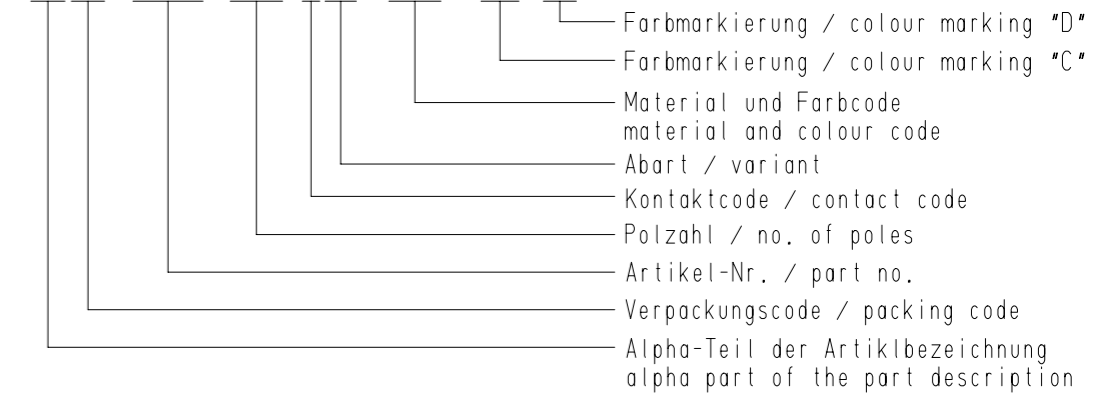 Farbmarkierung / colour marking "D"
Farbmarkierung / colour marking "C"
Material und Farbcode
material and colour code
Abart / variant
Kontaktcode / contact code
Polzahl / no. of poles
Artikel-Nr. / part no.
Verpackungscode / packing code
Alpha-Teil der Artiklbezeichnung
alpha part of the part description